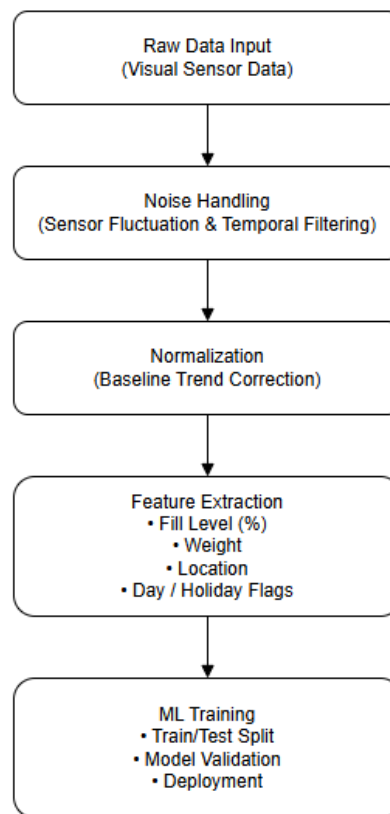 Raw Data Input
(Visual Sensor Data)
Noise Handling
(Sensor Fluctuation & Temporal Filtering)
Normalization
(Baseline Trend Correction)
Feature Extraction
• Fill Level (%)
• Weight
• Location
• Day / Holiday Flags
ML Training
• Train/Test Split
• Model Validation
• Deployment